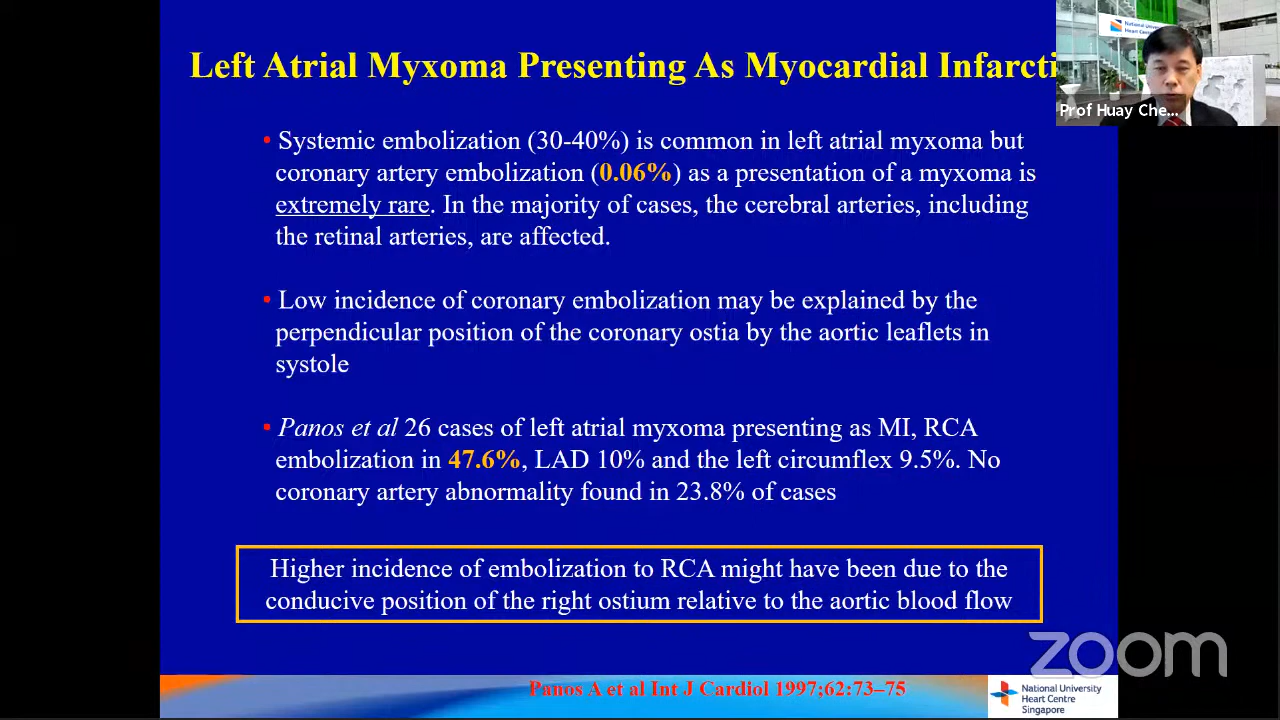 Left Atrial Myxoma Presenting As Myocardial Infarcti
National University
Heart Centre
Prof Huay Che...
• Systemic embolization (30-40%) is common in left atrial myxoma but
coronary artery embolization (0.06%) as a presentation of a myxoma is
extremely rare. In the majority of cases, the cerebral arteries, including
the retinal arteries, are affected.
• Low incidence of coronary embolization may be explained by the
perpendicular position of the coronary ostia by the aortic leaflets in
systole
• Panos et al 26 cases of left atrial myxoma presenting as MI, RCA
embolization in 47.6%, LAD 10% and the left circumflex 9.5%. No
coronary artery abnormality found in 23.8% of cases
Higher incidence of embolization to RCA might have been due to the
conducive position of the right ostium relative to the aortic blood flow
zoom
Panos A et al Int J Cardiol 1997;62:73–75
National University
Heart Centre
Singapore